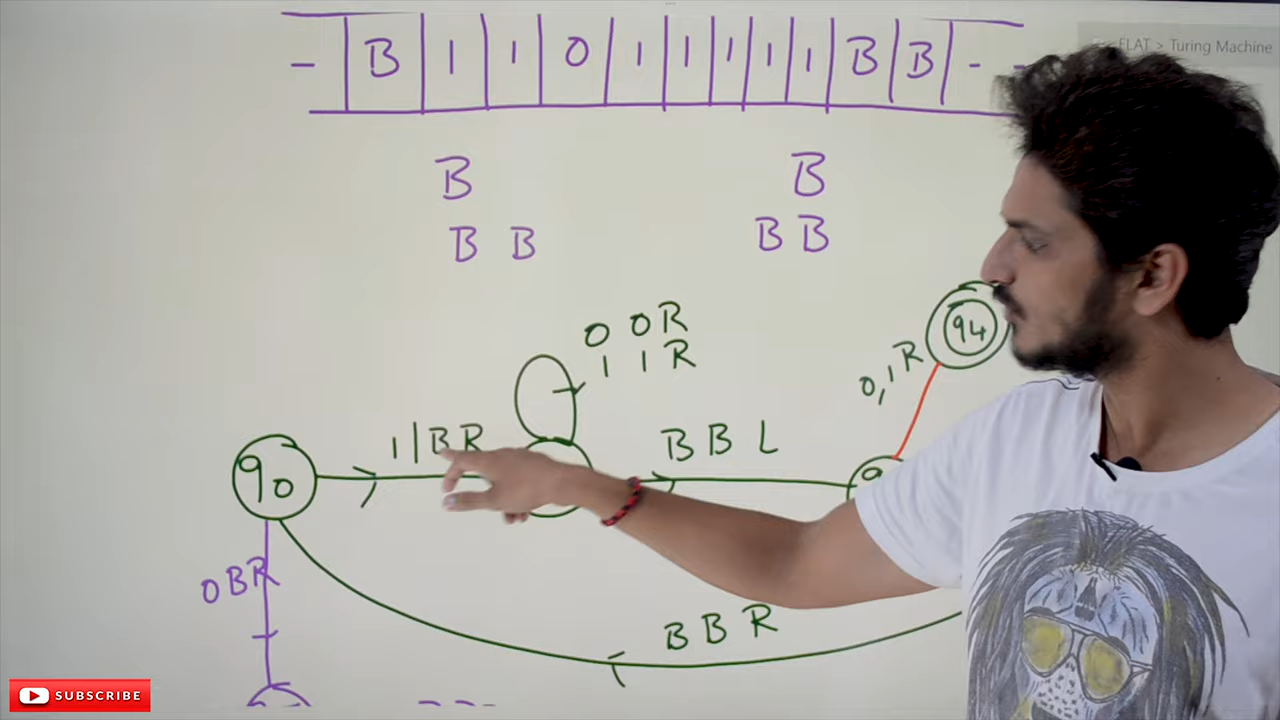 FLAT > Turing Machine
- B 1 1 0 1 1 1 1 1 B B - -
B B
B B B B
0 0 R
1 1 R
q4
0,1 R
1 | B R
B B L
q0
0 B R
B B R
SUBSCRIBE